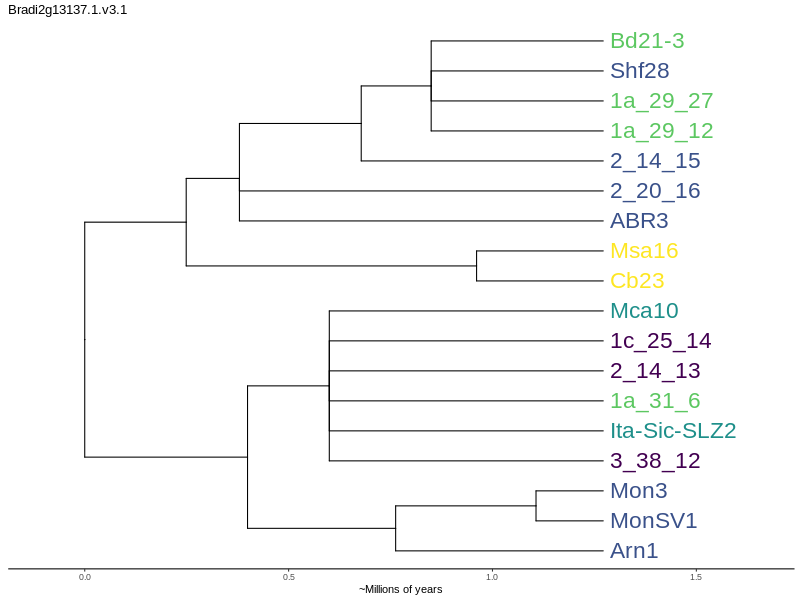 Bradi2g13137.1.v3.1
Bd21-3
Shf28
1a_29_27
1a_29_12
2_14_15
2_20_16
ABR3
Msa16
Cb23
Mca10
1c_25_14
2_14_13
1a_31_6
Ita-Sic-SLZ2
3_38_12
Mon3
MonSV1
Arn1
0.0 0.5 1.0 1.5
~Millions of years